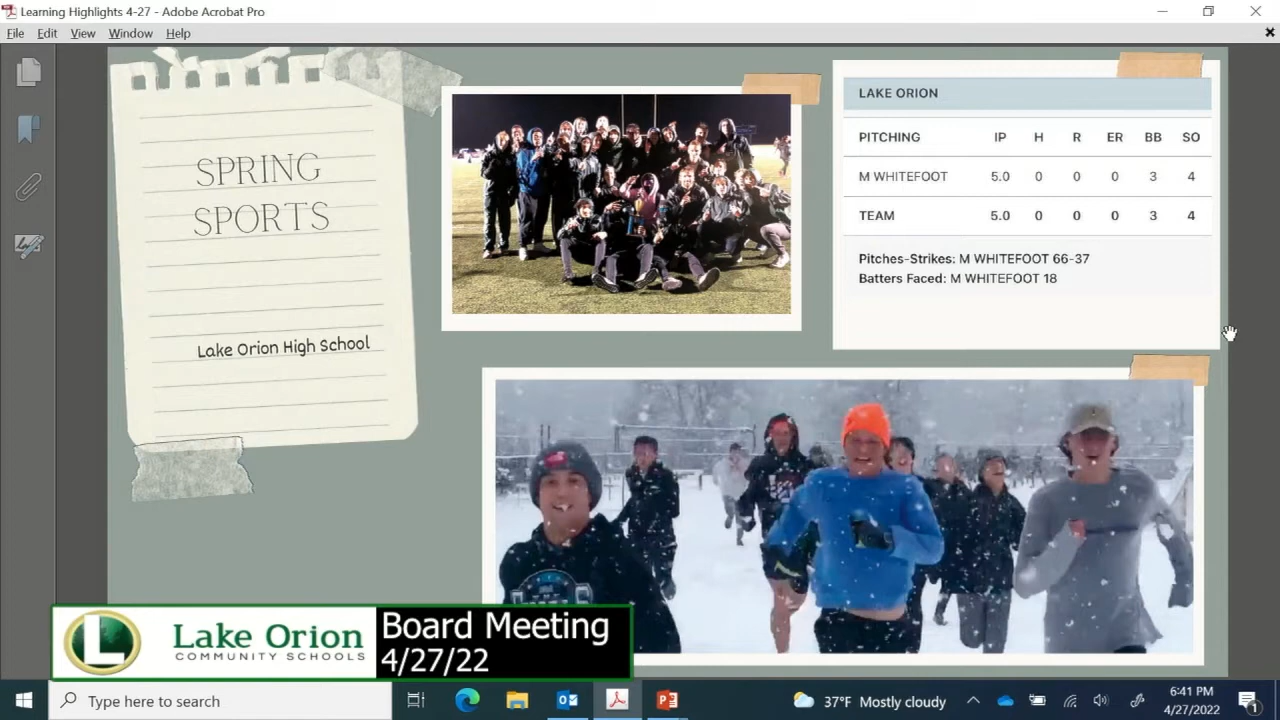 Learning Highlights 4-27 - Adobe Acrobat Pro
File Edit View Window Help
SPRING
SPORTS
Lake Orion High School
LAKE ORION
PITCHING IP H R ER BB SO
M WHITEFOOT 5.0 0 0 0 3 4
TEAM 5.0 0 0 0 3 4
Pitches-Strikes: M WHITEFOOT 66-37
Batters Faced: M WHITEFOOT 18
L
Lake Orion
COMMUNITY SCHOOLS
Board Meeting
4/27/22
Type here to search
37°F Mostly cloudy
6:41 PM
4/27/2022
1